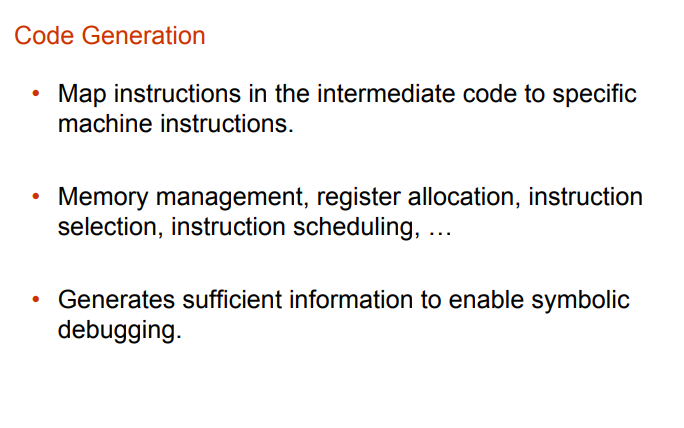 Code Generation
• Map instructions in the intermediate code to specific
machine instructions.
• Memory management, register allocation, instruction
selection, instruction scheduling, …
• Generates sufficient information to enable symbolic
debugging.